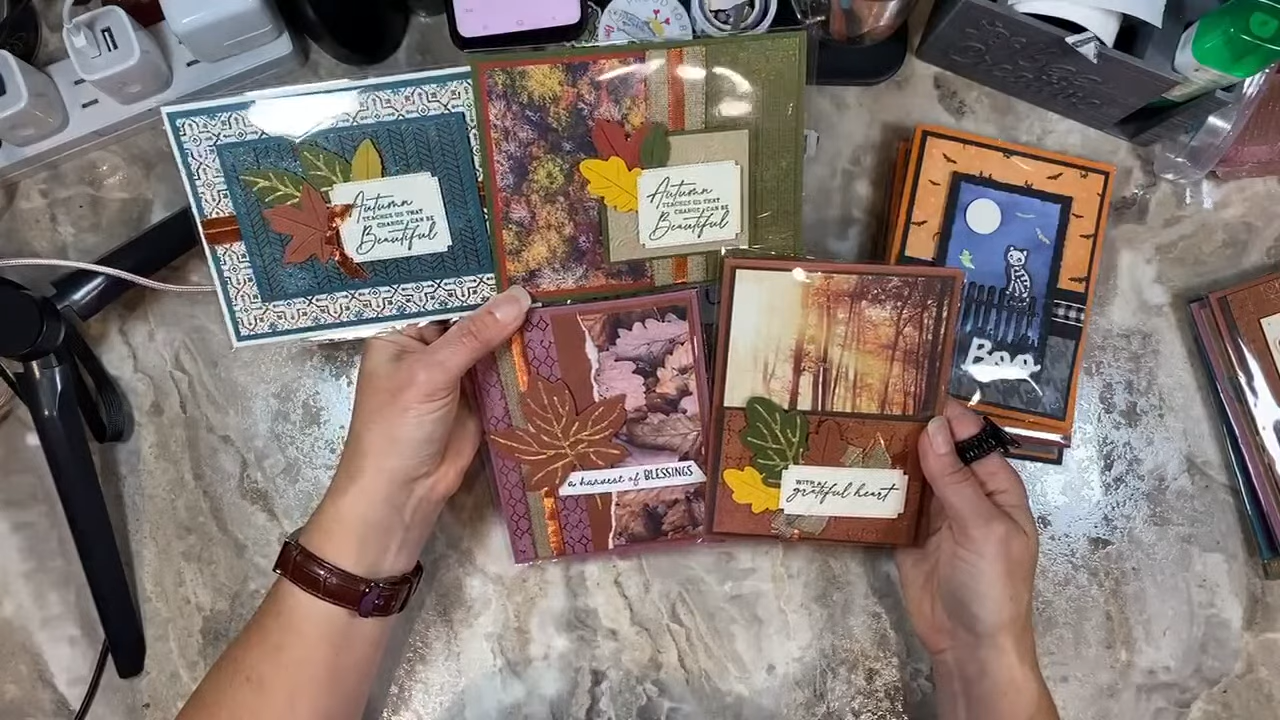 Autumn
TEACHES US THAT
CHANGE CAN BE
Beautiful
Autumn
TEACHES US THAT
CHANGE CAN BE
Beautiful
a harvest of BLESSINGS
WITH A
grateful heart
Boo